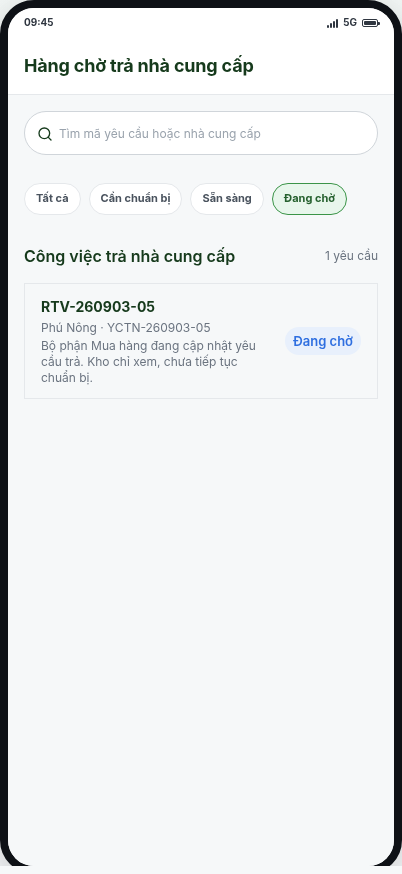 09:45
5G
Hàng chờ trả nhà cung cấp
Tìm mã yêu cầu hoặc nhà cung cấp
Tất cả
Cần chuẩn bị
Sẵn sàng
Đang chờ
Công việc trả nhà cung cấp
1 yêu cầu
RTV-260903-05
Phú Nông · YCTN-260903-05
Bộ phận Mua hàng đang cập nhật yêu
cầu trả. Kho chỉ xem, chưa tiếp tục
chuẩn bị.
Đang chờ